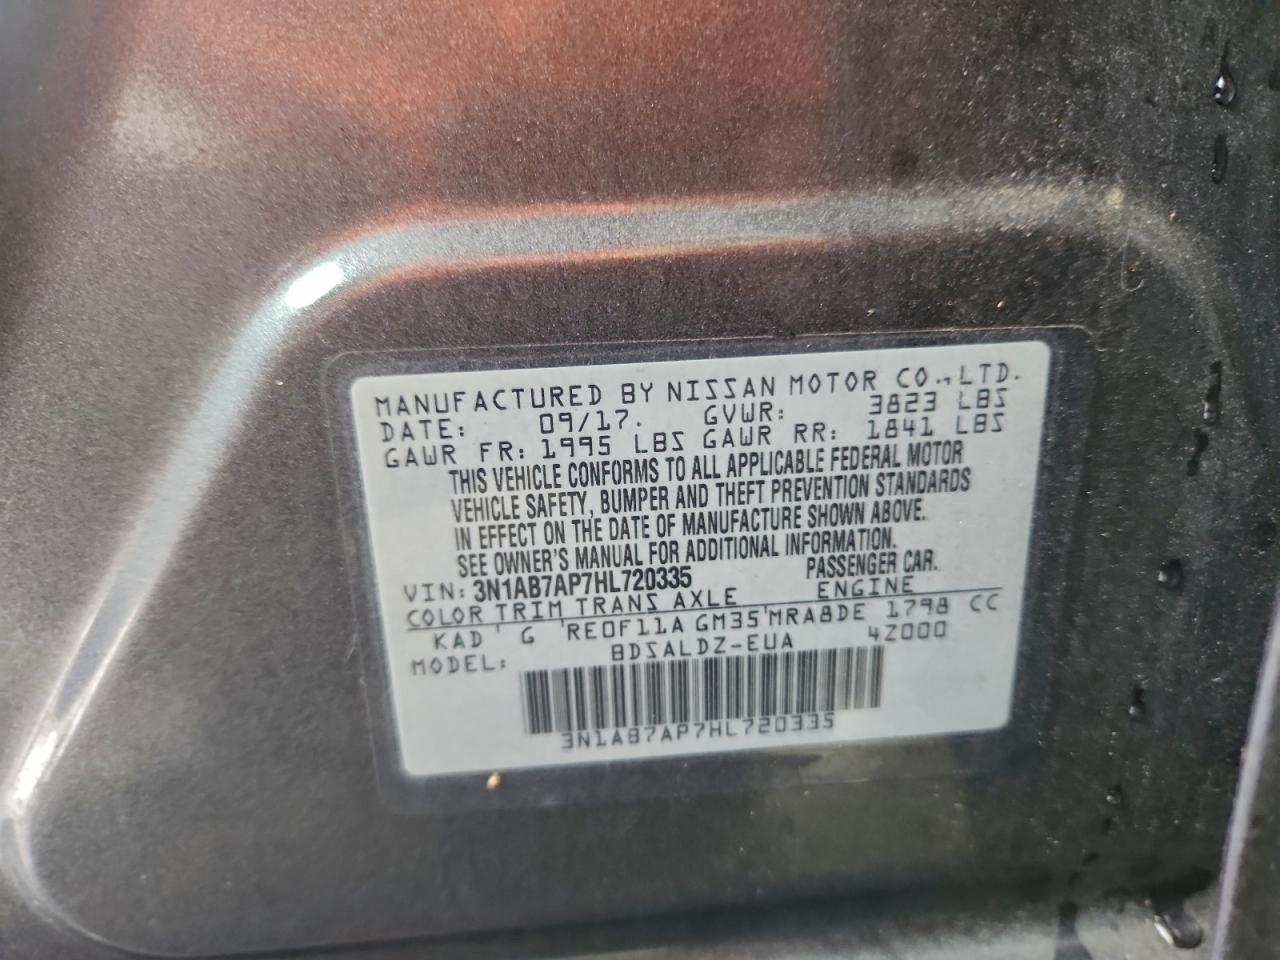 MANUFACTURED BY NISSAN MOTOR CO., LTD.
DATE: 09/17. GVWR: 3823 LBS
GAWR FR: 1995 LBS GAWR RR: 1841 LBS
THIS VEHICLE CONFORMS TO ALL APPLICABLE FEDERAL MOTOR
VEHICLE SAFETY, BUMPER AND THEFT PREVENTION STANDARDS
IN EFFECT ON THE DATE OF MANUFACTURE SHOWN ABOVE.
SEE OWNER'S MANUAL FOR ADDITIONAL INFORMATION.
VIN: 3N1AB7AP7HL720335 PASSENGER CAR.
COLOR TRIM TRANS AXLE ENGINE
KAD ' G 'RE0F11A GM35'MRA8DE 1798 CC
MODEL: BDSALDZ-EUA 4Z000
3N1AB7AP7HL720335